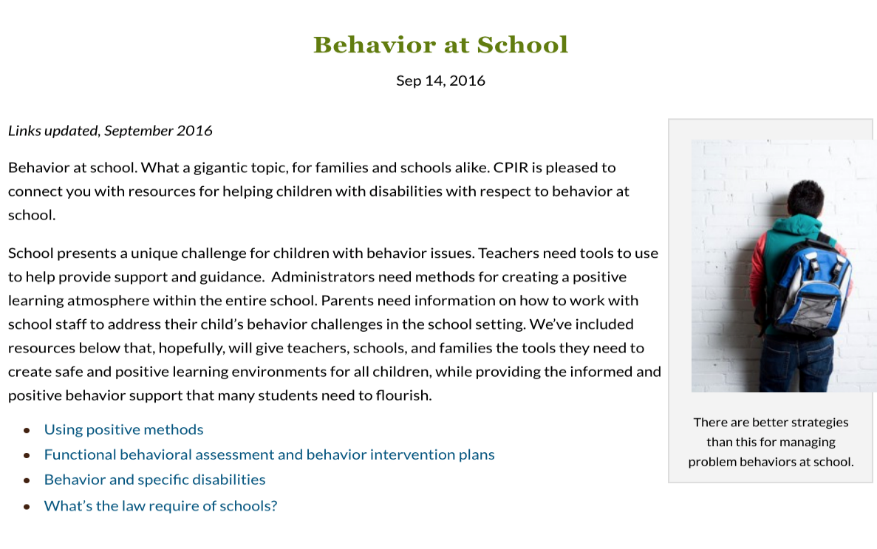 Behavior at School
Sep 14, 2016
Links updated, September 2016
Behavior at school. What a gigantic topic, for families and schools alike. CPIR is pleased to
connect you with resources for helping children with disabilities with respect to behavior at
school.
School presents a unique challenge for children with behavior issues. Teachers need tools to use
to help provide support and guidance.  Administrators need methods for creating a positive
learning atmosphere within the entire school. Parents need information on how to work with
school staff to address their child’s behavior challenges in the school setting. We’ve included
resources below that, hopefully, will give teachers, schools, and families the tools they need to
create safe and positive learning environments for all children, while providing the informed and
positive behavior support that many students need to flourish.
• Using positive methods
• Functional behavioral assessment and behavior intervention plans
• Behavior and specific disabilities
• What’s the law require of schools?
There are better strategies
than this for managing
problem behaviors at school.